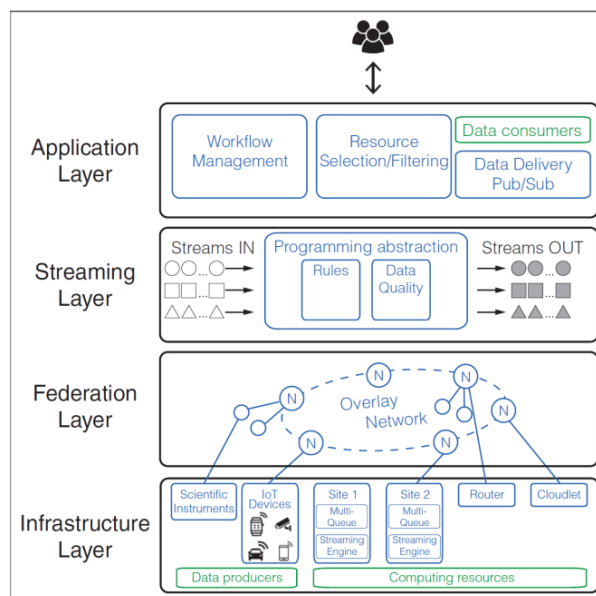 Application
Layer
Workflow
Management
Resource
Selection/Filtering
Data consumers
Data Delivery
Pub/Sub
Streaming
Layer
Streams IN
...
...
...
Programming abstraction
Rules
Data
Quality
Streams OUT
...
...
...
Federation
Layer
N
N
N
N
N
N
Overlay
Network
Infrastructure
Layer
Scientific
Instruments
IoT
Devices
Site 1
Multi-
Queue
Streaming
Engine
Site 2
Multi-
Queue
Streaming
Engine
Router
Cloudlet
Data producers
Computing resources